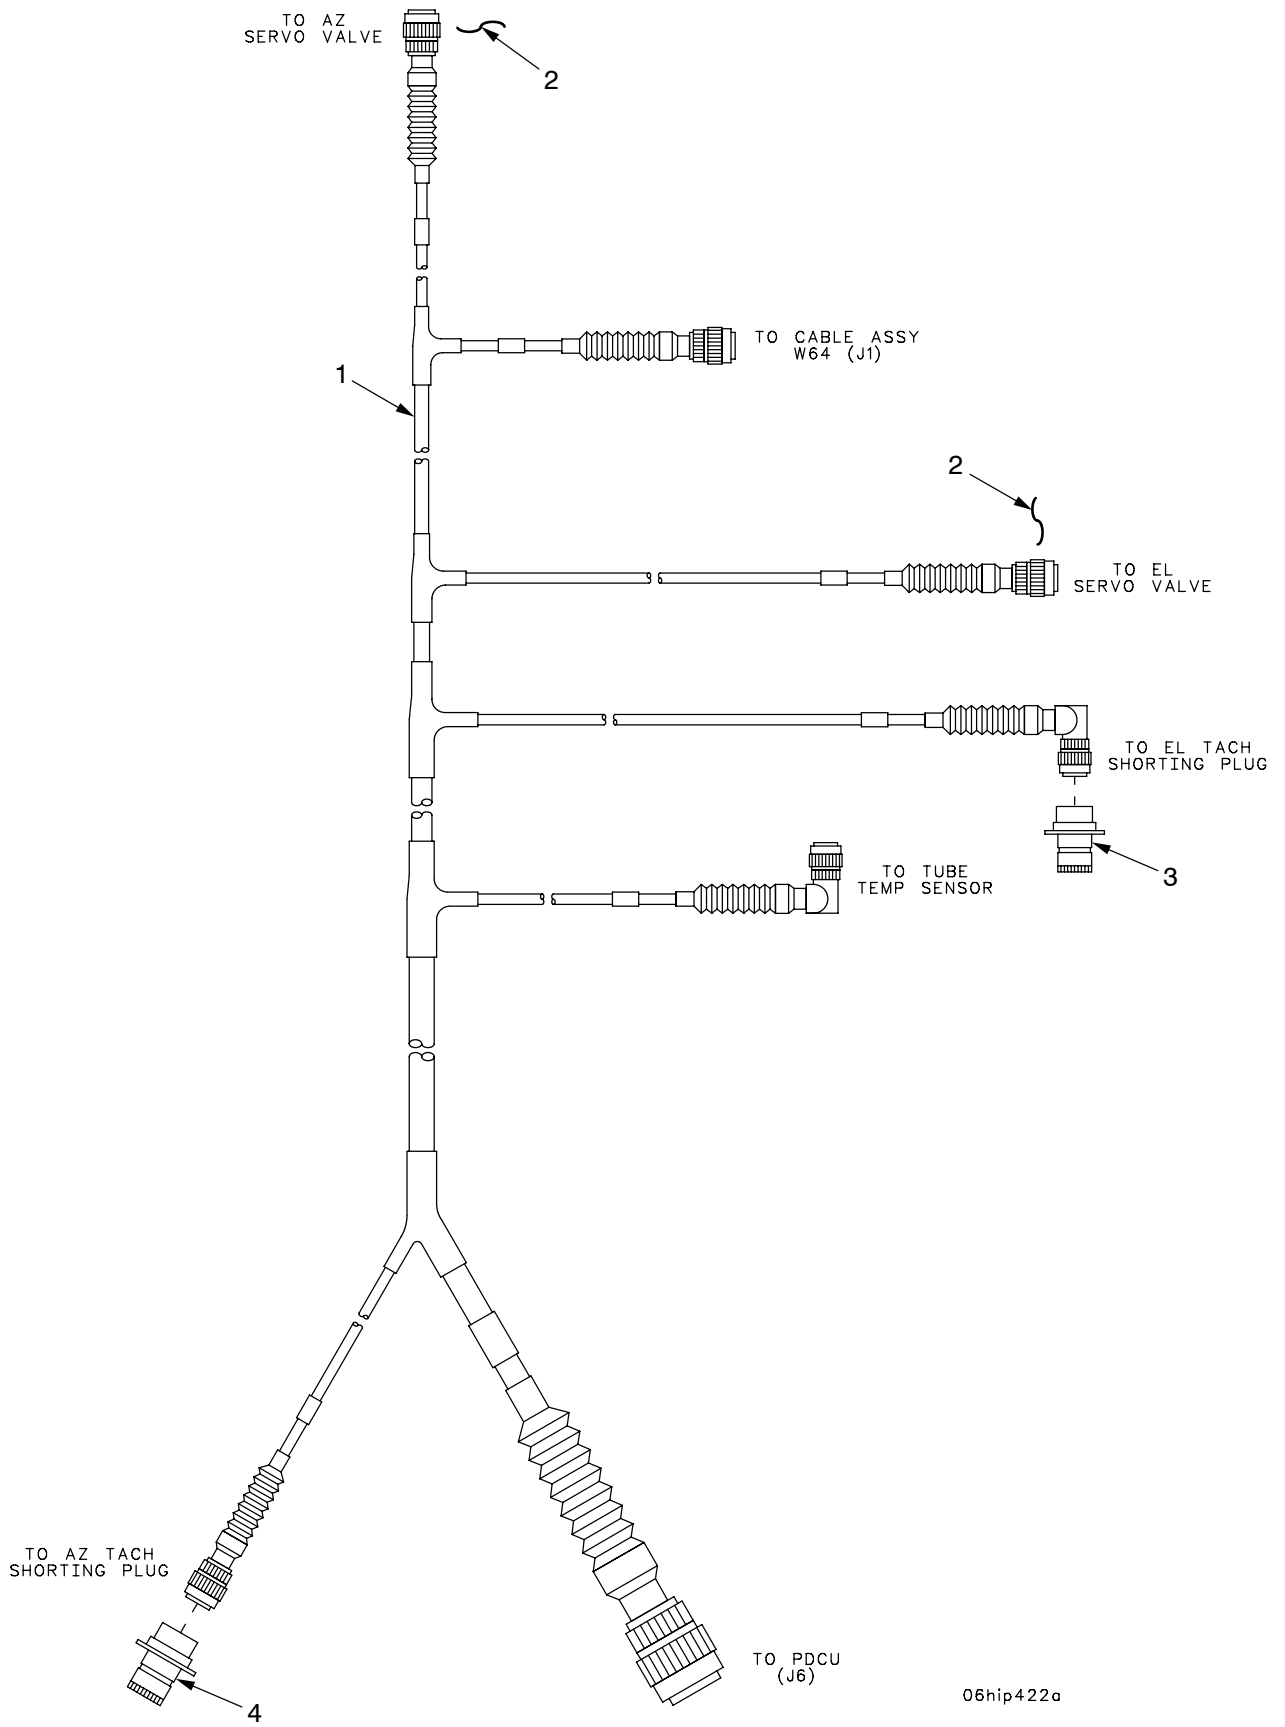 TO AZ
SERVO VALVE
2
TO CABLE ASSY
W64 (J1)
1
2
TO EL
SERVO VALVE
TO EL TACH
SHORTING PLUG
3
TO TUBE
TEMP SENSOR
TO AZ TACH
SHORTING PLUG
4
TO PDCU
(J6)
06hip422a